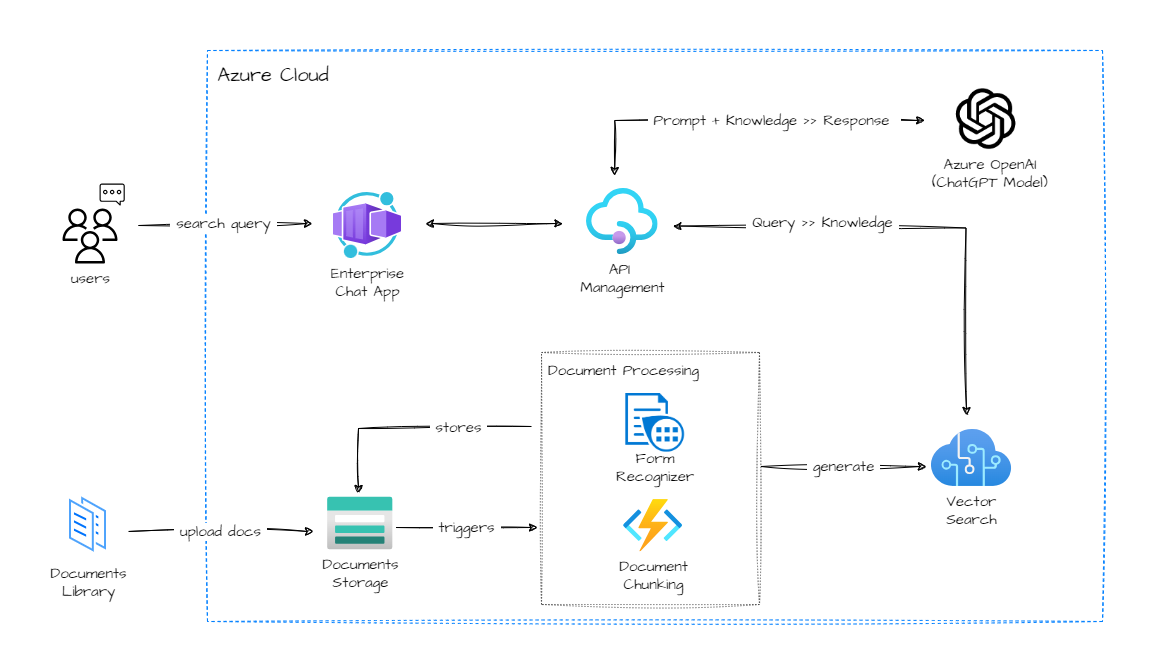 Azure Cloud
Prompt + Knowledge >> Response
Azure OpenAI
(ChatGPT Model)
search query
Query >> Knowledge
users
Enterprise
Chat App
API
Management
Document Processing
stores
Form
Recognizer
generate
Vector
Search
upload docs
triggers
Documents
Storage
Document
Chunking
Documents
Library